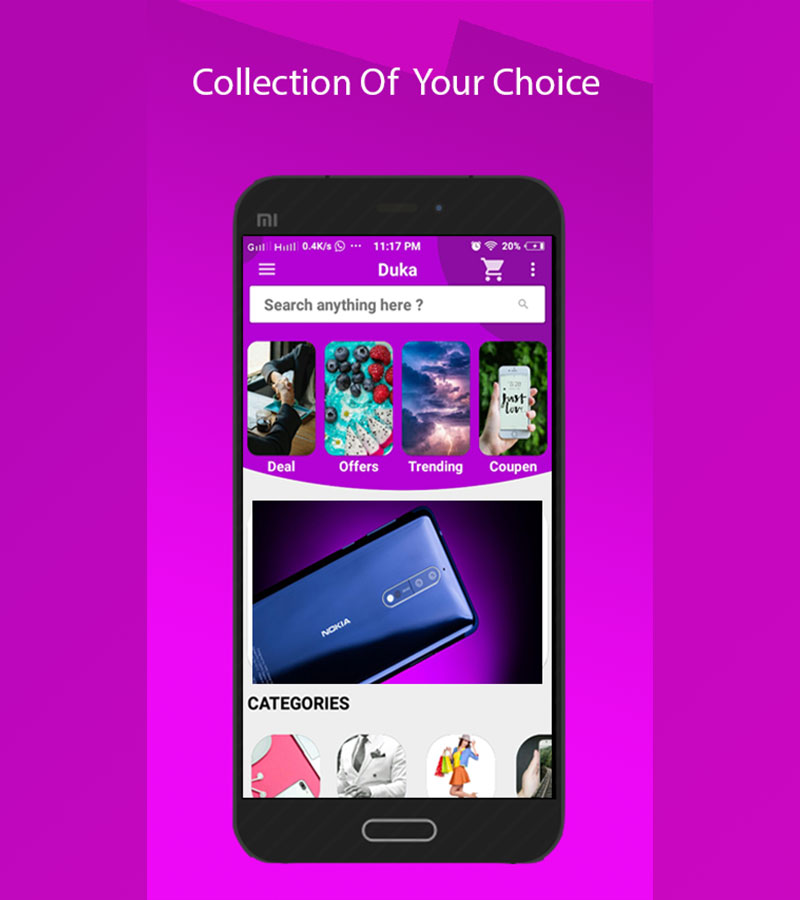 Collection Of Your Choice
mi
G H 0.4K/s ... 11:17 PM 20%
Duka
Search anything here ?
just
love
Deal Offers Trending Coupen
NOKIA
CATEGORIES